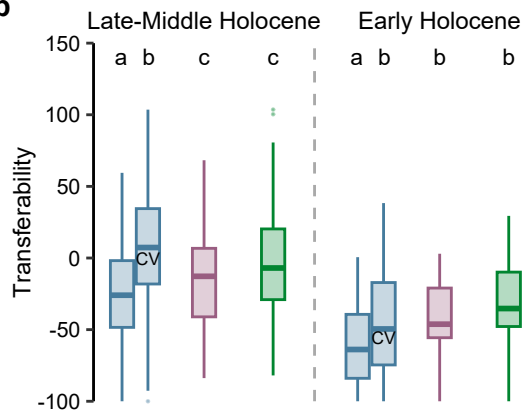 b
Late-Middle Holocene Early Holocene
150
a b c c a b b b
100
50
0
-50
-100
Transferability
CV
CV